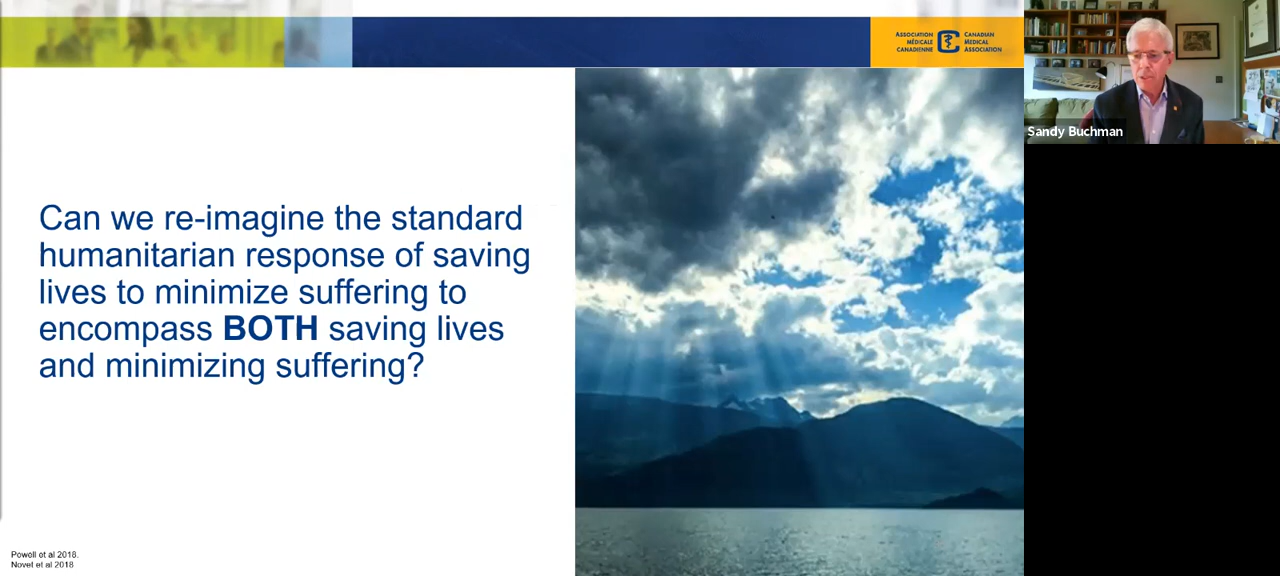 ASSOCIATION
MÉDICALE
CANADIENNE
CANADIAN
MEDICAL
ASSOCIATION
Sandy Buchman
Can we re-imagine the standard
humanitarian response of saving
lives to minimize suffering to
encompass BOTH saving lives
and minimizing suffering?
Powell et al 2018.
Novet et al 2018